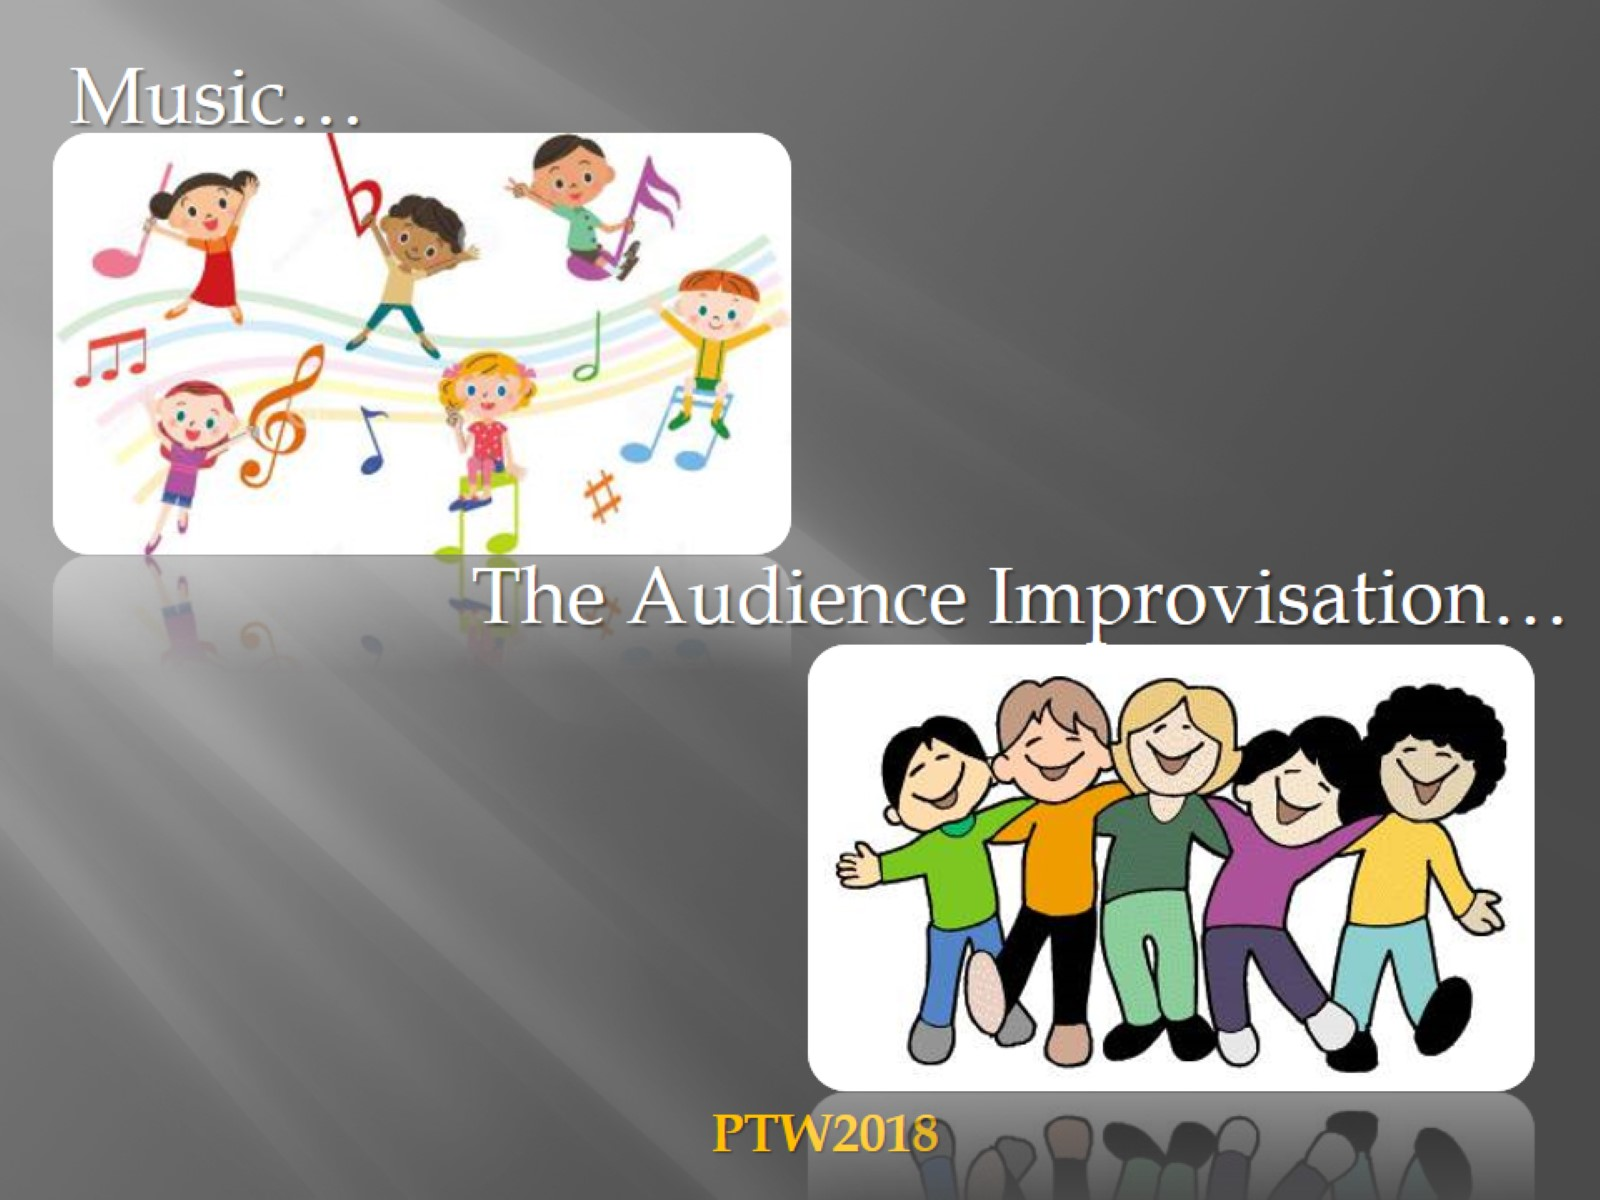 Music…
The Audience Improvisation…
PTW2018